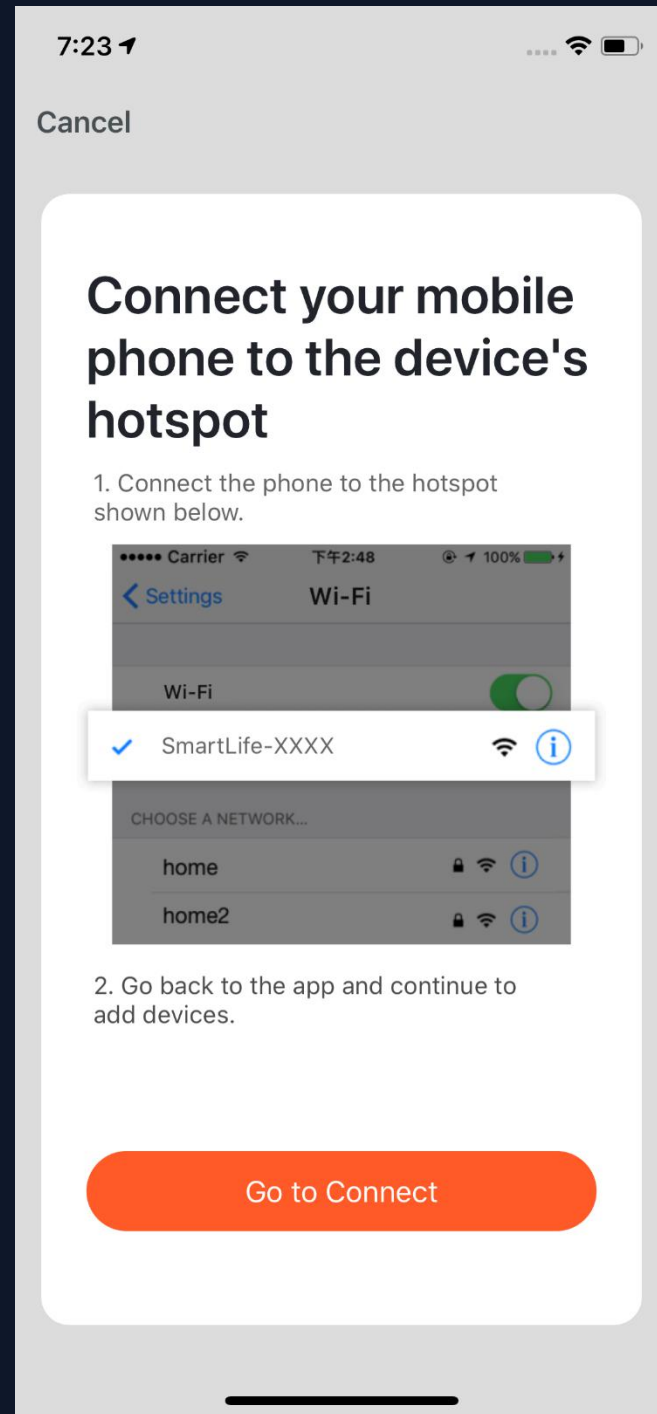 7:23
Cancel
Connect your mobile
phone to the device's
hotspot
1. Connect the phone to the hotspot
shown below.
Carrier 下午2:48 100%
Settings Wi-Fi
Wi-Fi
SmartLife-XXXX
CHOOSE A NETWORK...
home
home2
2. Go back to the app and continue to
add devices.
Go to Connect